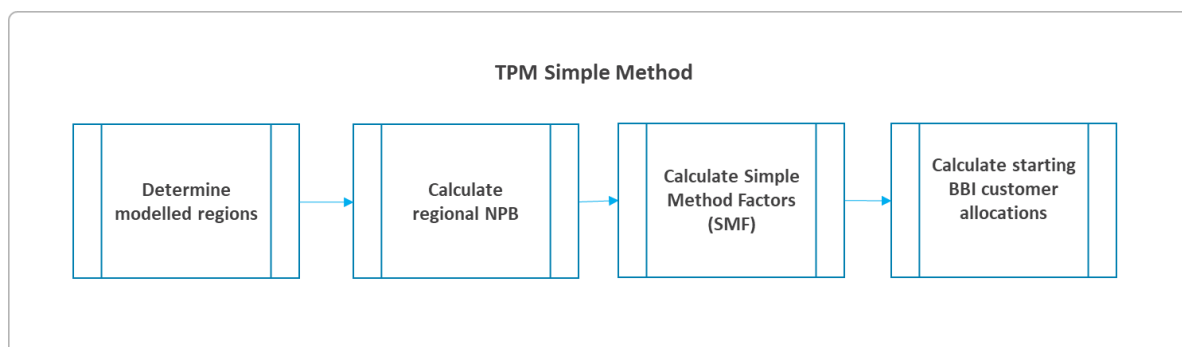 TPM Simple Method
Determine
modelled regions
Calculate
regional NPB
Calculate Simple
Method Factors
(SMF)
Calculate starting
BBI customer
allocations